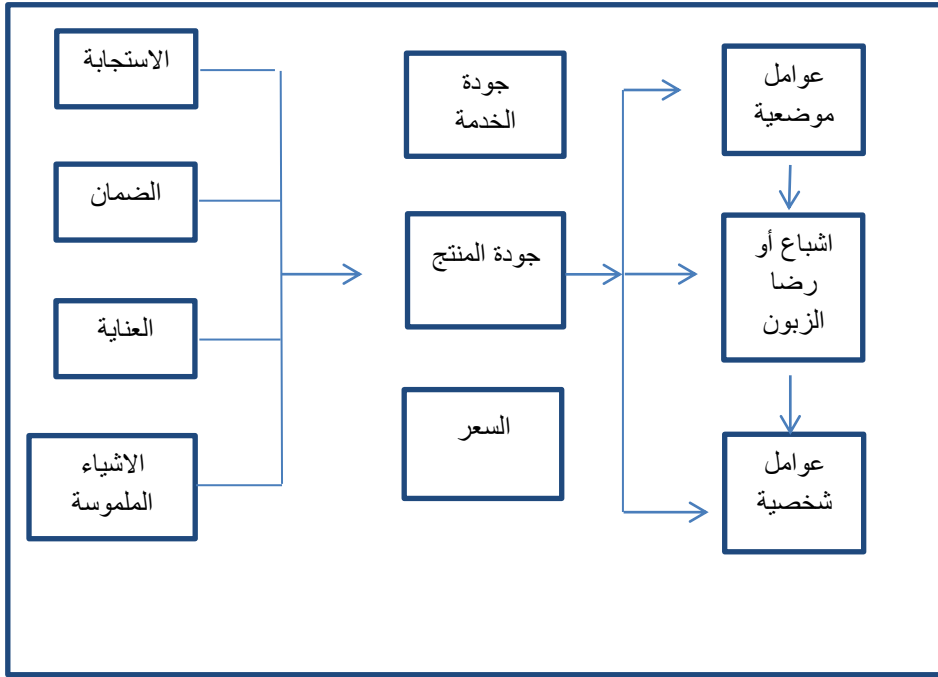 الاستجابة
الضمان
العناية
الاشياء
الملموسة
جودة
الخدمة
جودة المنتج
السعر
عوامل
موضعية
اشباع أو
رضا
الزبون
عوامل
شخصية